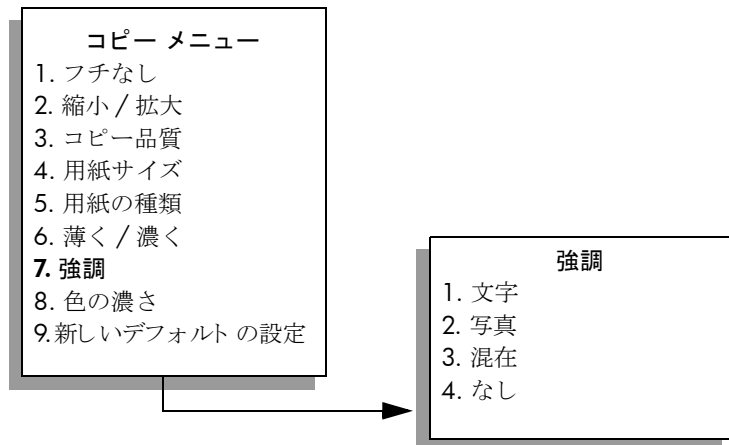 コピー メニュー
1. フチなし
2. 縮小 / 拡大
3. コピー品質
4. 用紙サイズ
5. 用紙の種類
6. 薄く / 濃く
7. 強調
8. 色の濃さ
9.新しいデフォルト の設定
強調
1. 文字
2. 写真
3. 混在
4. なし